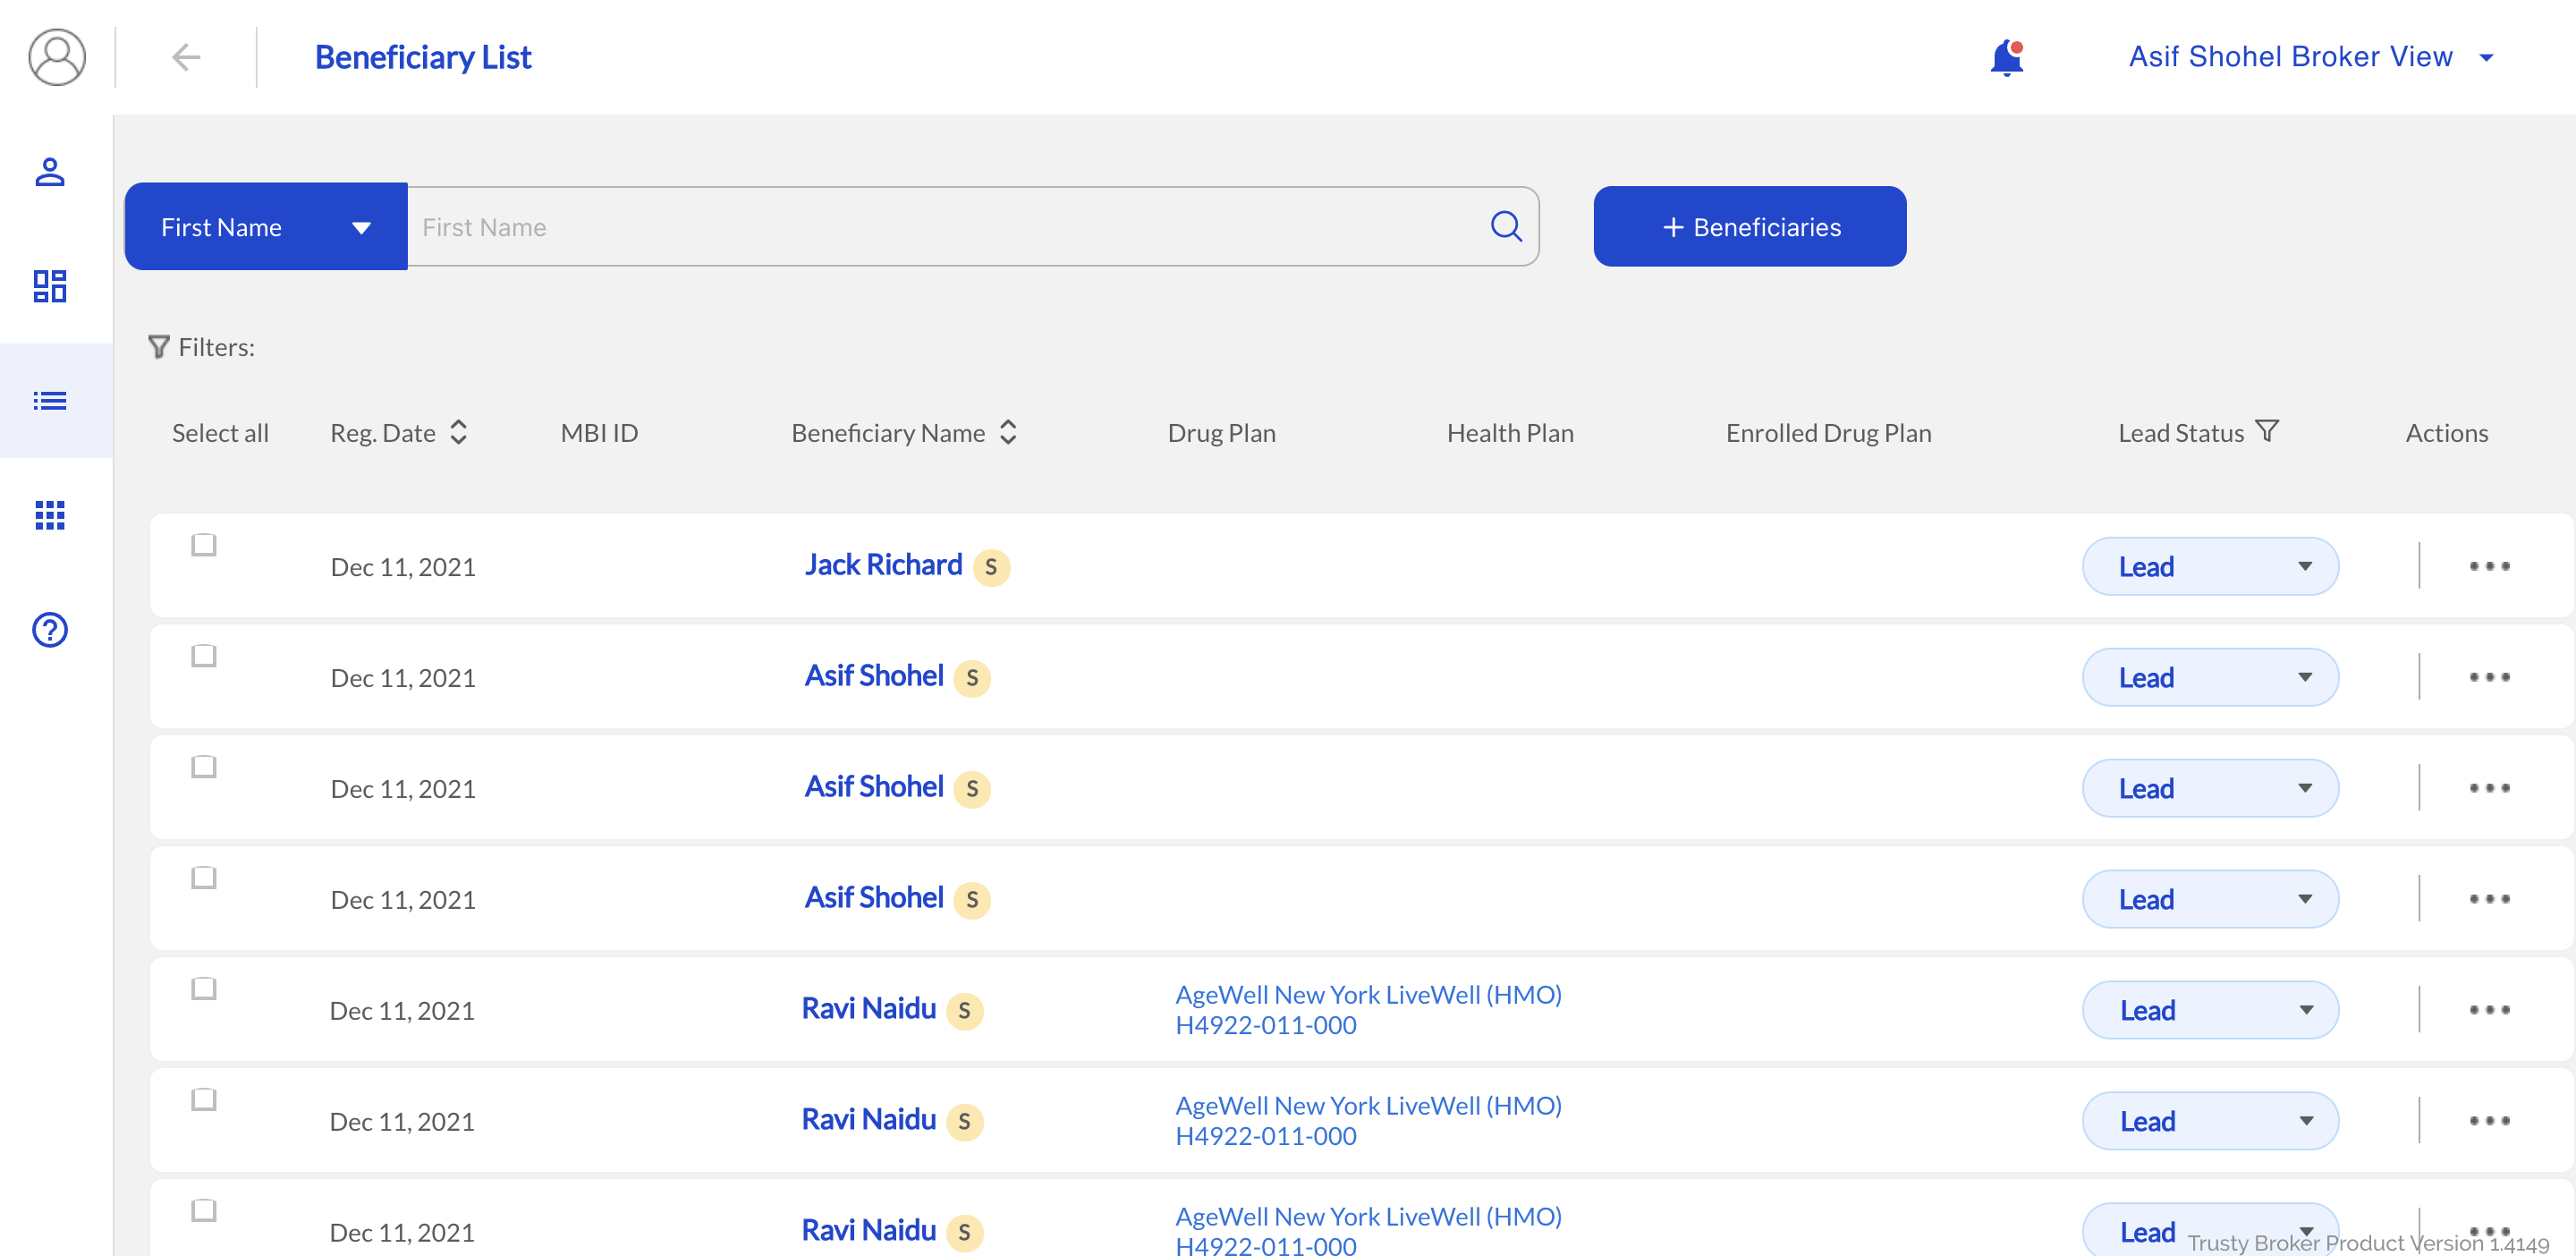 Beneficiary List
Asif Shohel Broker View
First Name
First Name
+ Beneficiaries
Filters:
Select all Reg. Date MBI ID Beneficiary Name Drug Plan Health Plan Enrolled Drug Plan Lead Status Actions
Dec 11, 2021 Jack Richard S Lead
Dec 11, 2021 Asif Shohel S Lead
Dec 11, 2021 Asif Shohel S Lead
Dec 11, 2021 Asif Shohel S Lead
Dec 11, 2021 Ravi Naidu S AgeWell New York LiveWell (HMO)
H4922-011-000 Lead
Dec 11, 2021 Ravi Naidu S AgeWell New York LiveWell (HMO)
H4922-011-000 Lead
Dec 11, 2021 Ravi Naidu S AgeWell New York LiveWell (HMO)
H4922-011-000 Lead
Trusty Broker Product Version 1.4149